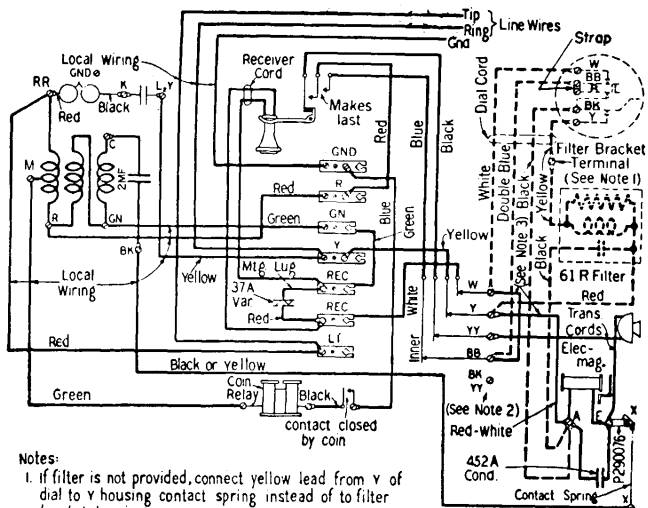 Tip
Ring
Line Wires
Gnd
Strap
Local Wiring
GND
RR
K
L,Y
Black
Red
Receiver
Cord
Makes
last
Dial Cord
W
BB
BK
Y
Red
Blue
Black
White
Double Blue
(See Note 3) Black
Yellow
Black
Filter Bracket
Terminal
(See Note 1)
M
C
2MF
R
GN
BK
GND
R
GN
Y
REC
REC
L1
Red
Green
Blue
Green
Yellow
Yellow
Mtg Lug
37A
Var
Red
Local
Wiring
White
Inner
W
Y
YY
BB
BK
YY
(See Note 2)
61 R Filter
Red
Trans
Cords
Elec-
mag.
Red
Black or Yellow
Green
Coin
Relay
Black
contact closed
by coin
Red-White
A
E
X
P290076
452A
Cond.
Contact Spring
X
Notes:
1. if filter is not provided, connect yellow lead from Y of
dial to Y housing contact spring instead of to filter